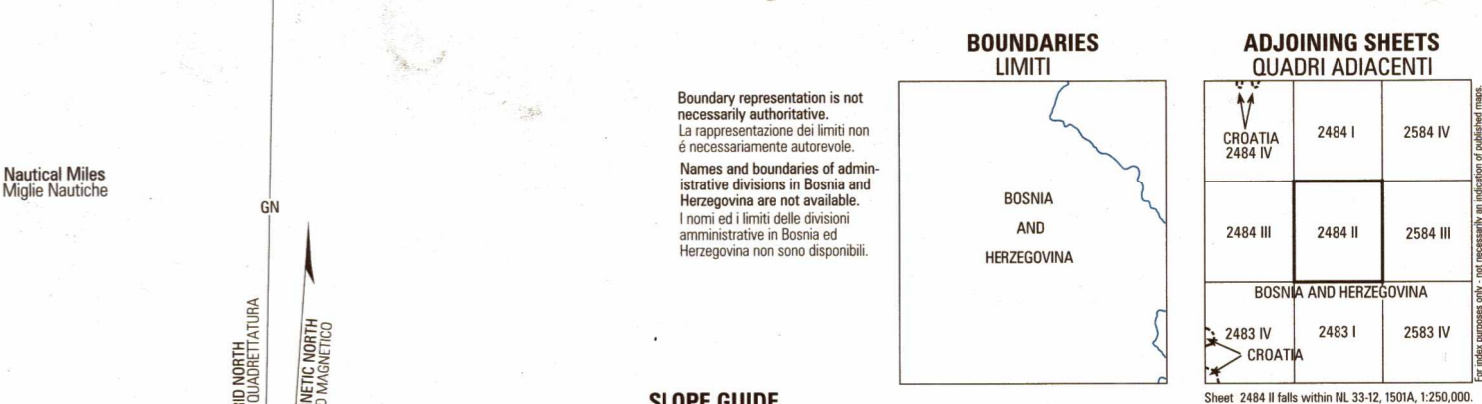 Nautical Miles
Miglie Nautiche
GN
GRID NORTH
QUADRETTATURA
MAGNETICO
Boundary representation is not
necessarily authoritative.
La rappresentazione dei limiti non
é necessariamente autorevole.
Names and boundaries of admin-
istrative divisions in Bosnia and
Herzegovina are not available.
I nomi ed i limiti delle divisioni
amministrative in Bosnia ed
Herzegovina non sono disponibili.
SLOPE GUIDE
BOUNDARIES
LIMITI
BOSNIA
AND
HERZEGOVINA
ADJOINING SHEETS
QUADRI ADIACENTI
CROATIA
2484 IV
2484 I
2584 IV
2484 III
2484 II
2584 III
BOSNIA AND HERZEGOVINA
2483 IV
2483 I
2583 IV
CROATIA
For index purposes only - not necessarily an indication of published maps.
Sheet 2484 II falls within NL 33-12, 1501A, 1:250,000.